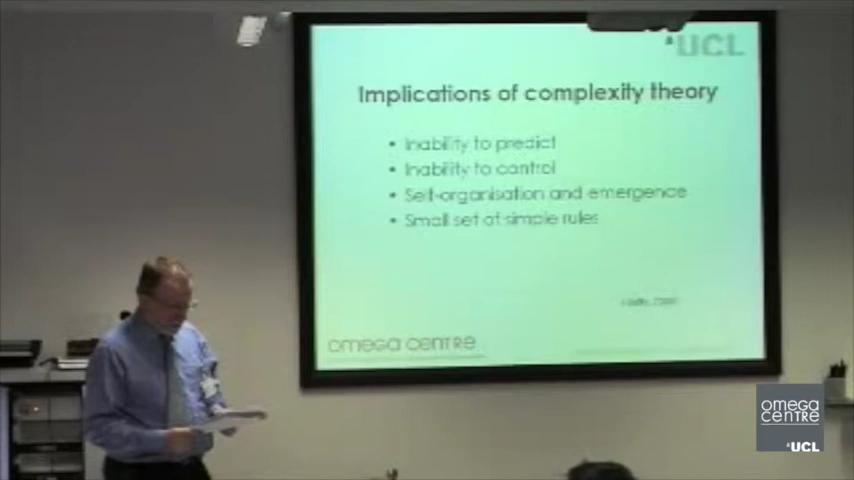 UCL
Implications of complexity theory
• Inability to predict
• Inability to control
• Self-organisation and emergence
• Small set of simple rules
omega centre
omega
centre
UCL